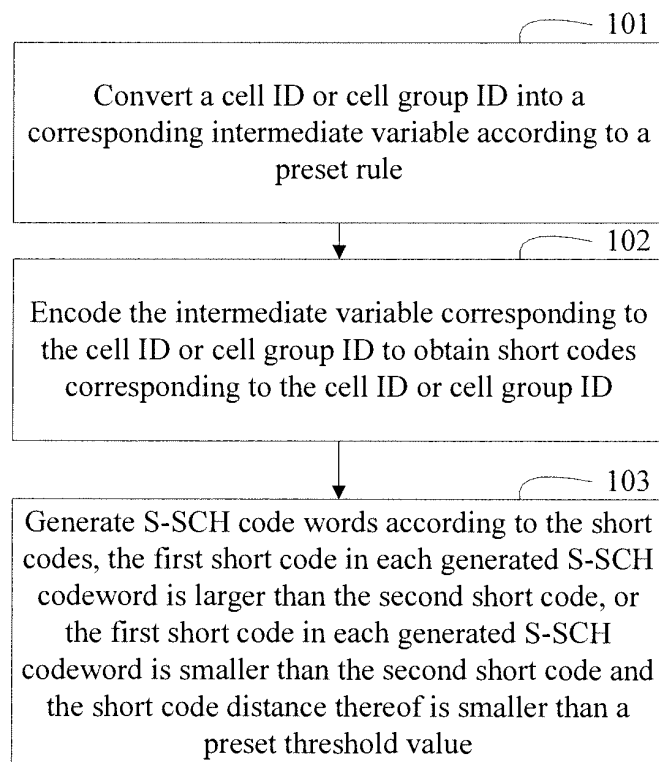 101
Convert a cell ID or cell group ID into a
corresponding intermediate variable according to a
preset rule
102
Encode the intermediate variable corresponding to
the cell ID or cell group ID to obtain short codes
corresponding to the cell ID or cell group ID
103
Generate S-SCH code words according to the short
codes, the first short code in each generated S-SCH
codeword is larger than the second short code, or
the first short code in each generated S-SCH
codeword is smaller than the second short code and
the short code distance thereof is smaller than a
preset threshold value